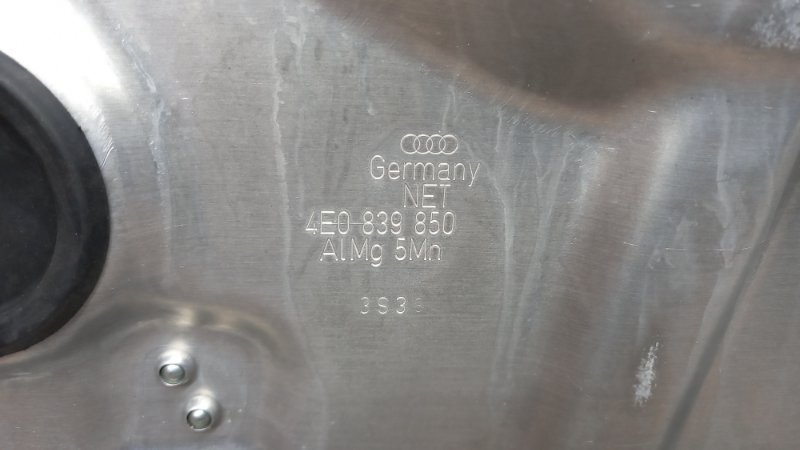 Germany
NET
4E0 839 850
AlMg 5Mn
3S3